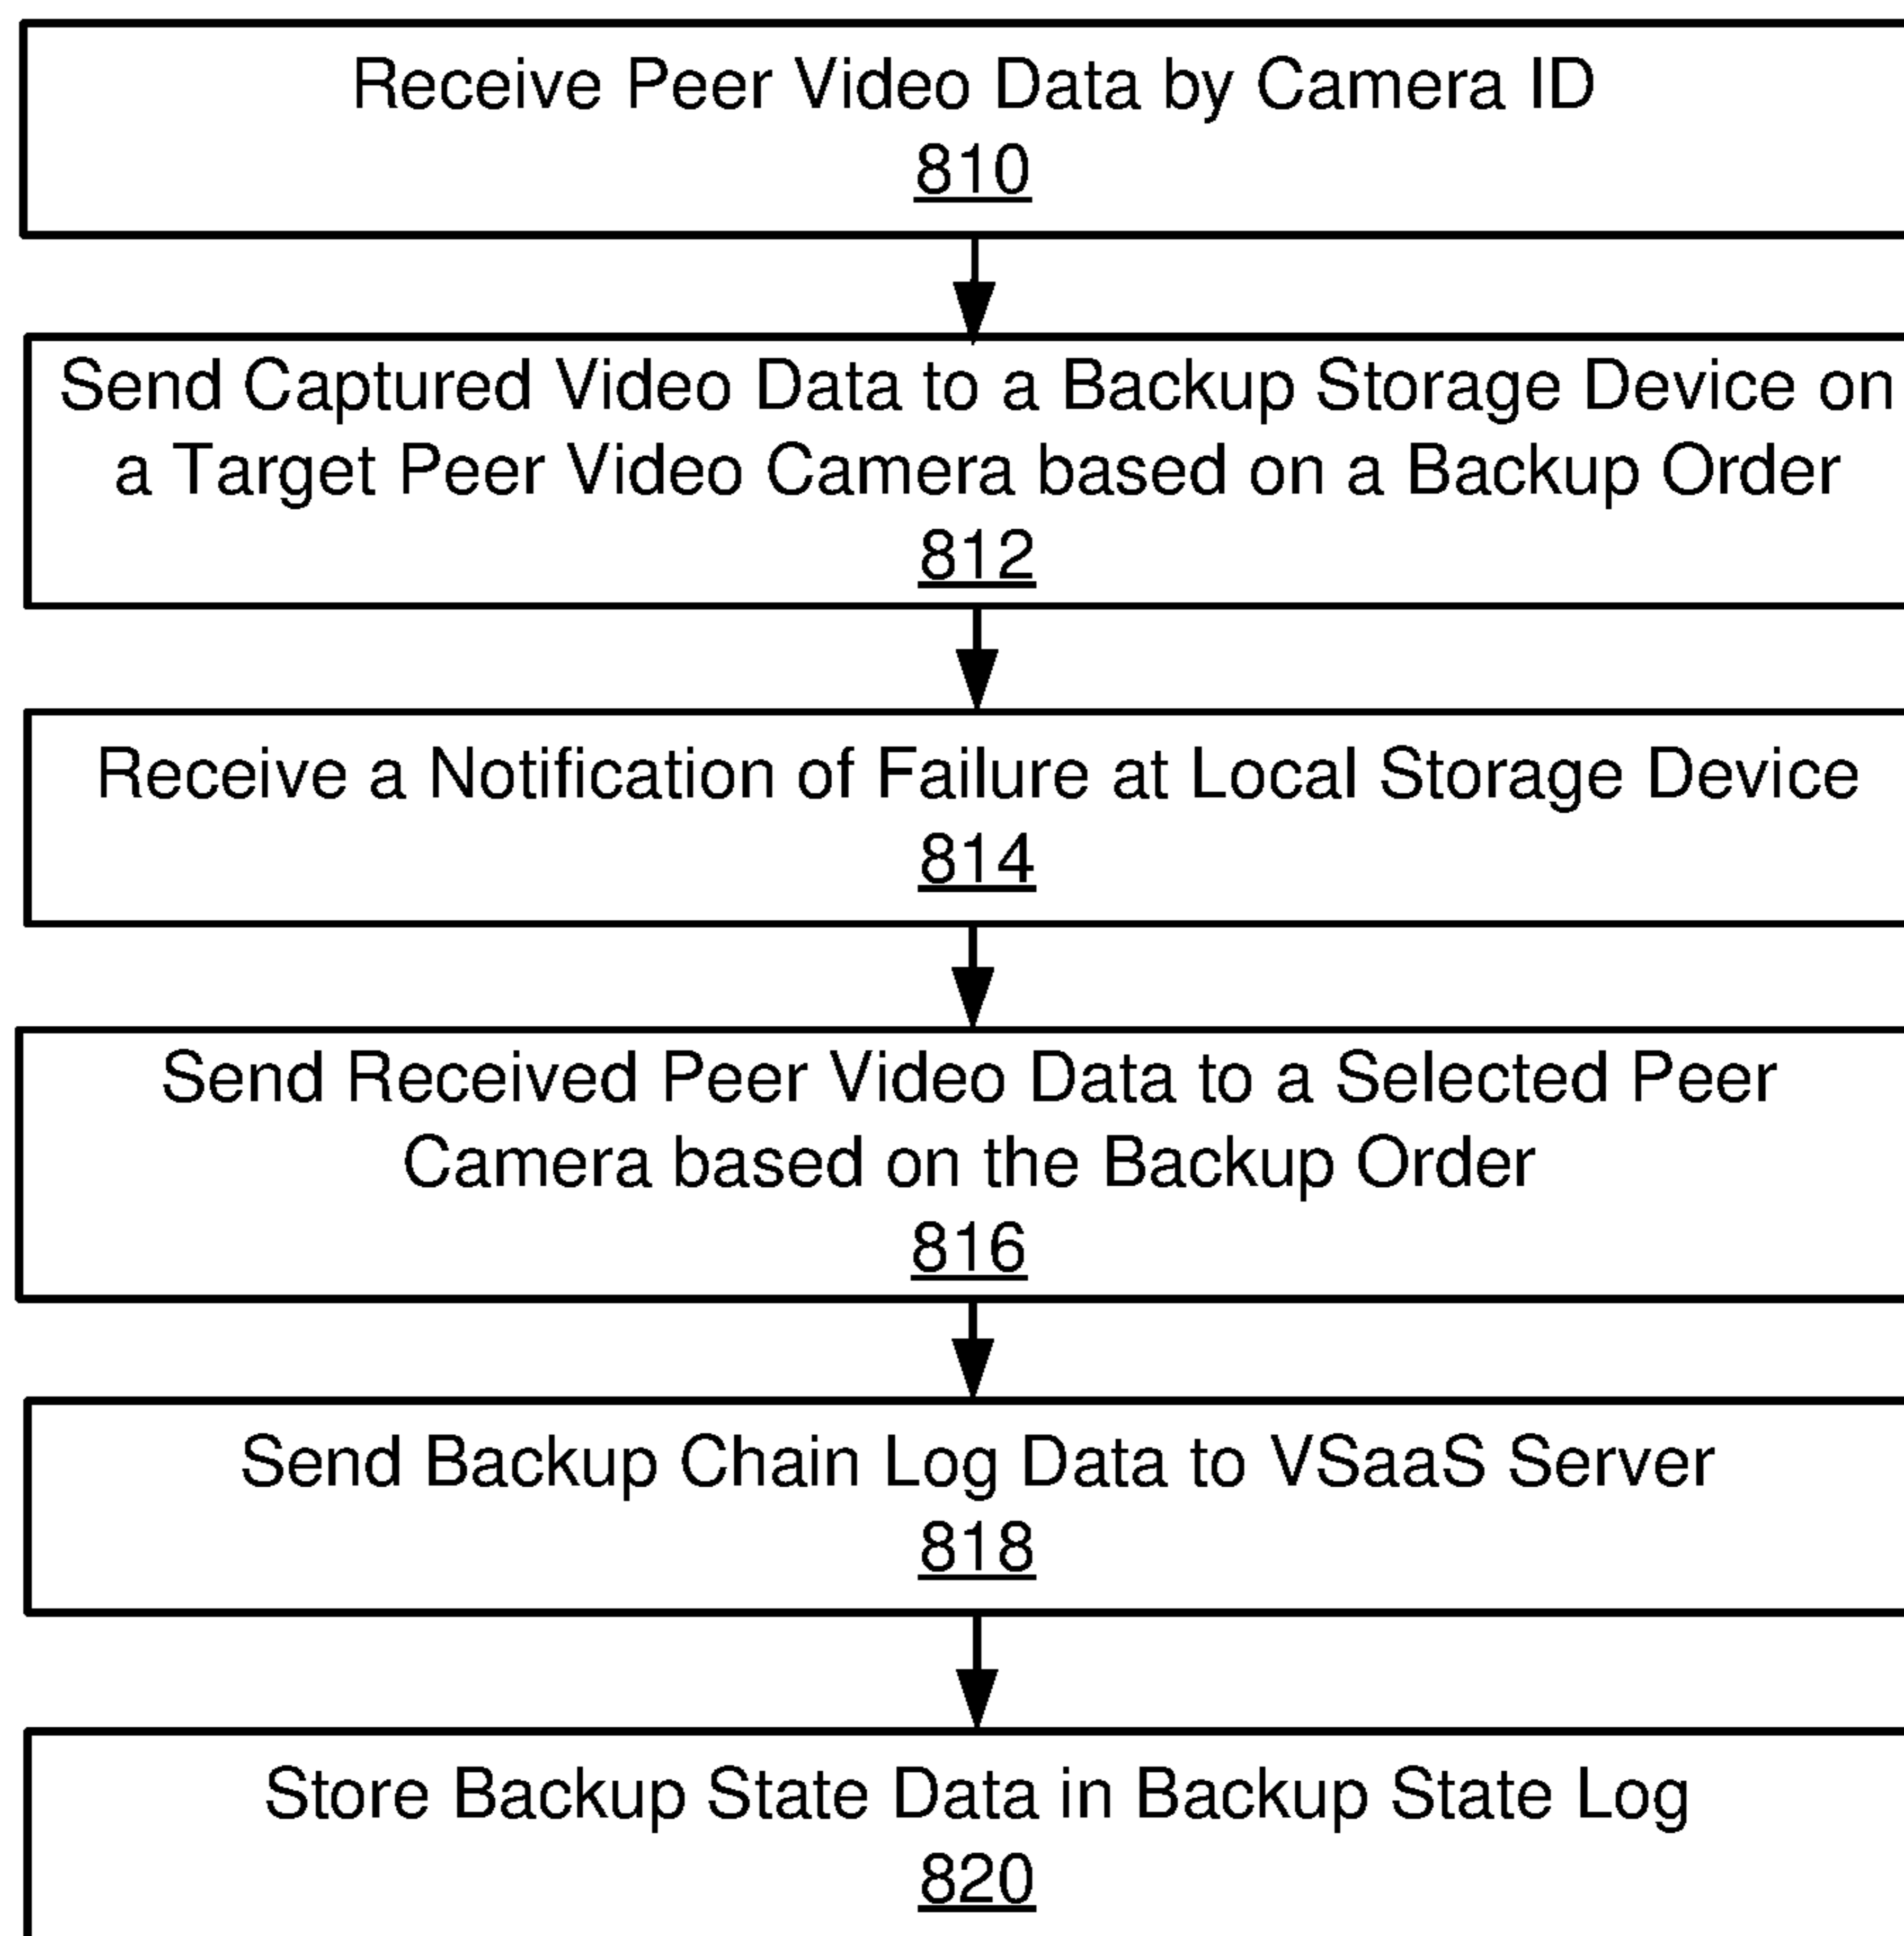 Receive Peer Video Data by Camera ID
810
Send Captured Video Data to a Backup Storage Device on
a Target Peer Video Camera based on a Backup Order
812
Receive a Notification of Failure at Local Storage Device
814
Send Received Peer Video Data to a Selected Peer
Camera based on the Backup Order
816
Send Backup Chain Log Data to VSaaS Server
818
Store Backup State Data in Backup State Log
820